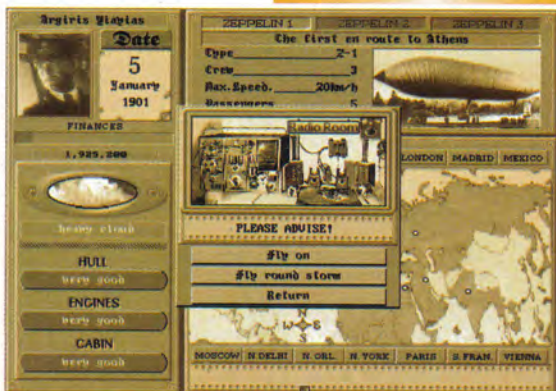 Argiris
Date
5
January
1901
FINANCES
1,925,200
heavy cloud
HULL
very good
ENGINES
very good
CABIN
very good
ZEPPELIN 1 ZEPPELIN 2 ZEPPELIN 3
The first en route to Athens
Type 2-1
Crew 3
Max.Speed. 20km/h
Passengers 5
Radio Room
PLEASE ADVISE!
Fly on
Fly round storm
Return
LONDON MADRID MEXICO
N
W E
S
MOSCOW N.DELHI N. ORL. N.YORK PARIS S.FRAN. VIENNA